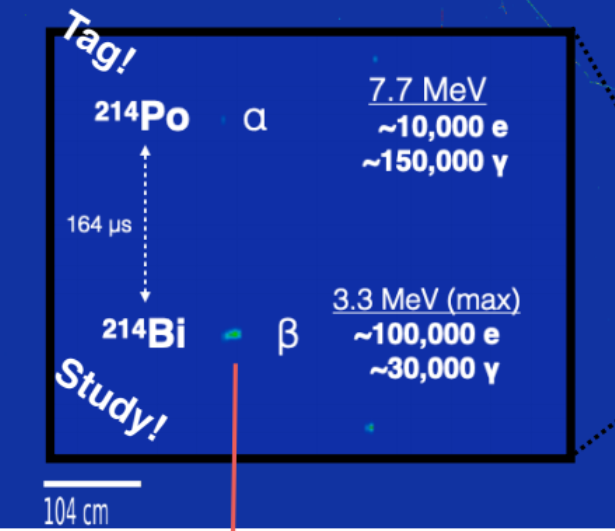 Tag!
²¹⁴Po α
7.7 MeV
~10,000 e
~150,000 γ
164 μs
²¹⁴Bi β
3.3 MeV (max)
~100,000 e
~30,000 γ
Study!
104 cm